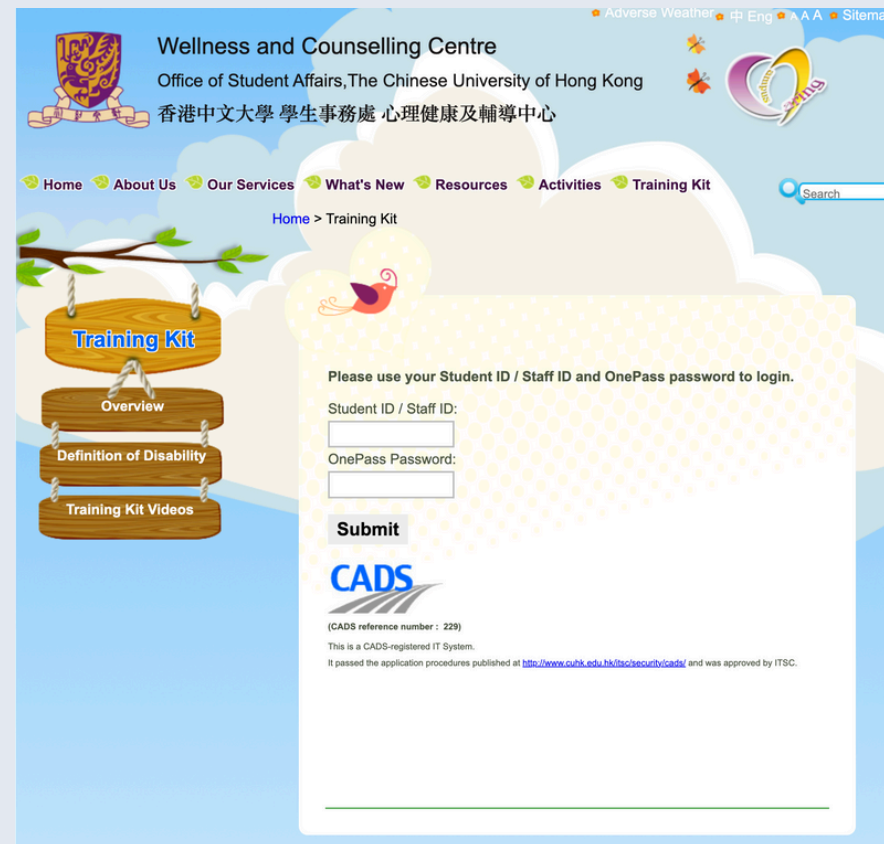 Adverse Weather 中 Eng A A A Sitema
Wellness and Counselling Centre
Office of Student Affairs,The Chinese University of Hong Kong
香港中文大學 學生事務處 心理健康及輔導中心
Home About Us Our Services What's New Resources Activities Training Kit
Search
Home > Training Kit
Training Kit
Overview
Definition of Disability
Training Kit Videos
Please use your Student ID / Staff ID and OnePass password to login.
Student ID / Staff ID:
OnePass Password:
Submit
CADS
(CADS reference number : 229)
This is a CADS-registered IT System.
It passed the application procedures published at http://www.cuhk.edu.hk/itsc/security/cads/ and was approved by ITSC.